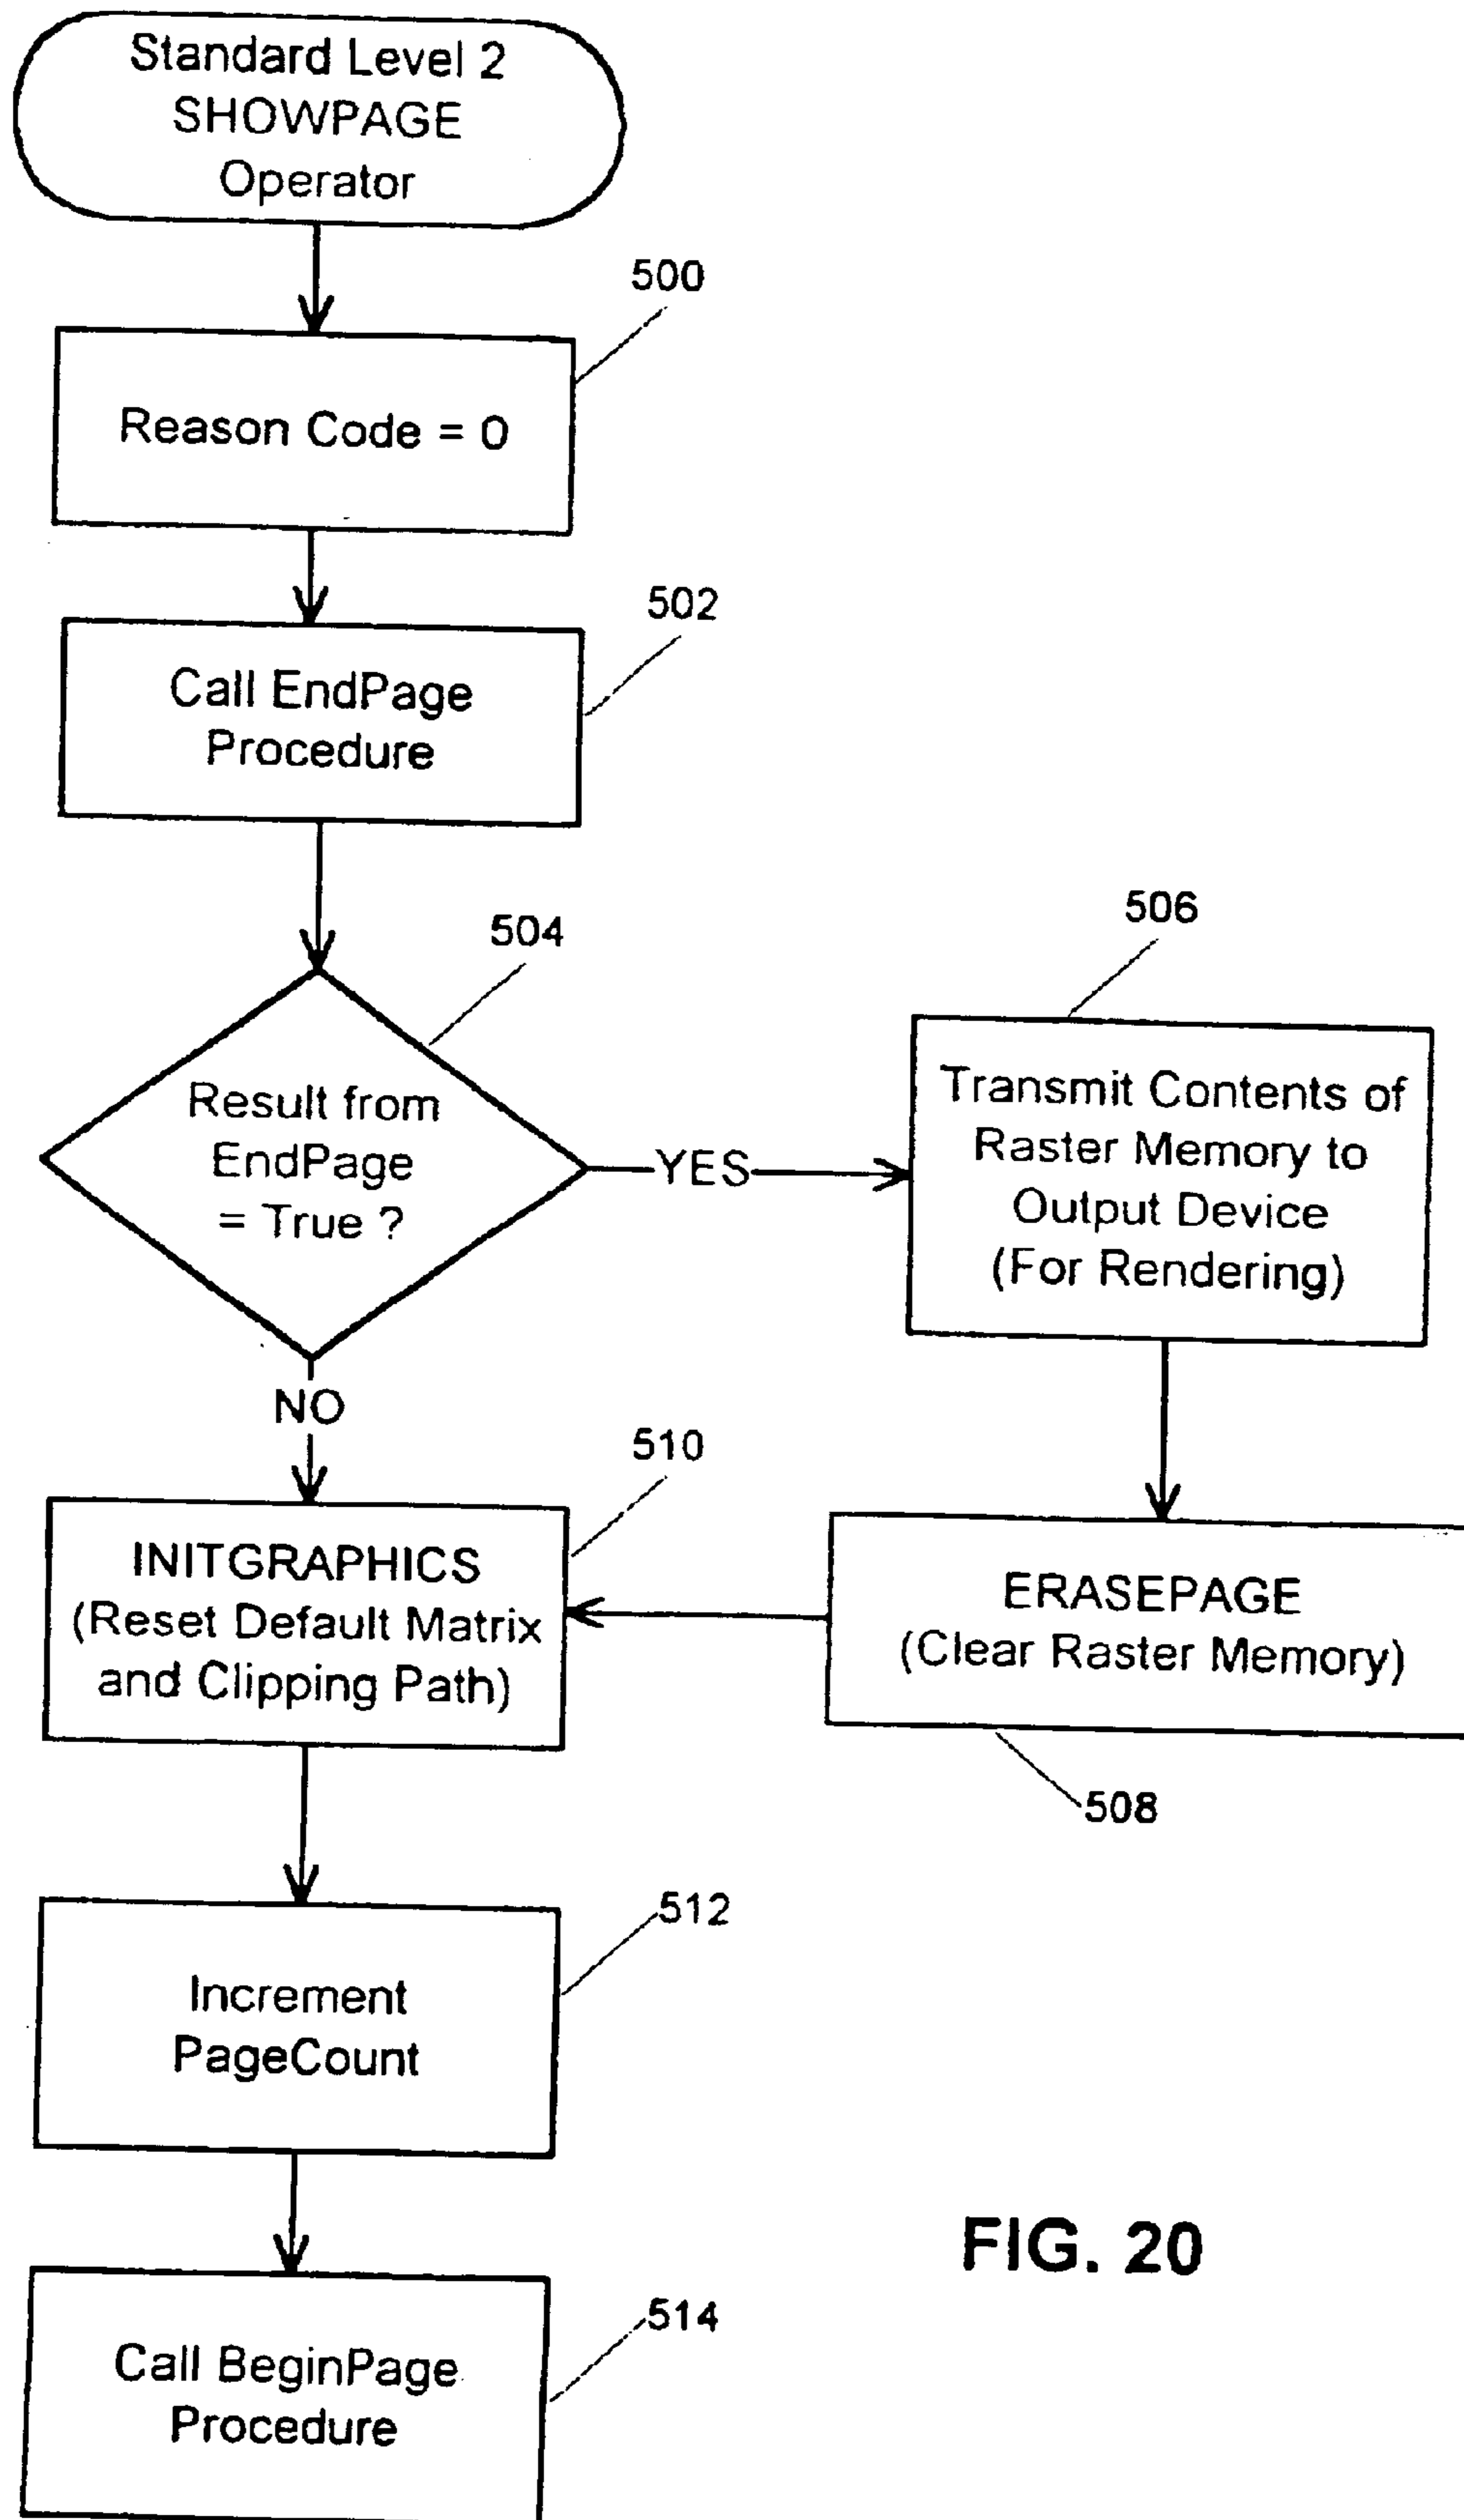 Standard Level 2
SHOWPAGE
Operator
500
Reason Code = 0
502
Call EndPage
Procedure
504
Result from
EndPage
= True ?
YES
506
Transmit Contents of
Raster Memory to
Output Device
(For Rendering)
NO
510
INITGRAPHICS
(Reset Default Matrix
and Clipping Path)
ERASEPAGE
(Clear Raster Memory)
508
512
Increment
PageCount
FIG. 20
514
Call BeginPage
Procedure